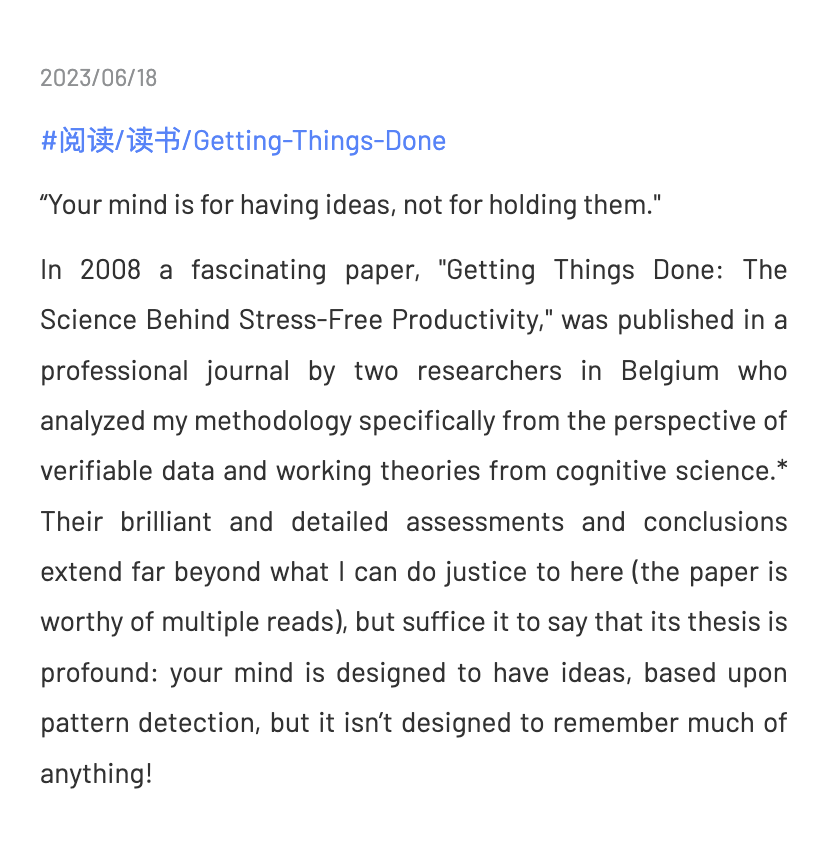 2023/06/18
#阅读/读书/Getting-Things-Done
“Your mind is for having ideas, not for holding them."
In 2008 a fascinating paper, "Getting Things Done: The
Science Behind Stress-Free Productivity," was published in a
professional journal by two researchers in Belgium who
analyzed my methodology specifically from the perspective of
verifiable data and working theories from cognitive science.*
Their brilliant and detailed assessments and conclusions
extend far beyond what I can do justice to here (the paper is
worthy of multiple reads), but suffice it to say that its thesis is
profound: your mind is designed to have ideas, based upon
pattern detection, but it isn’t designed to remember much of
anything!